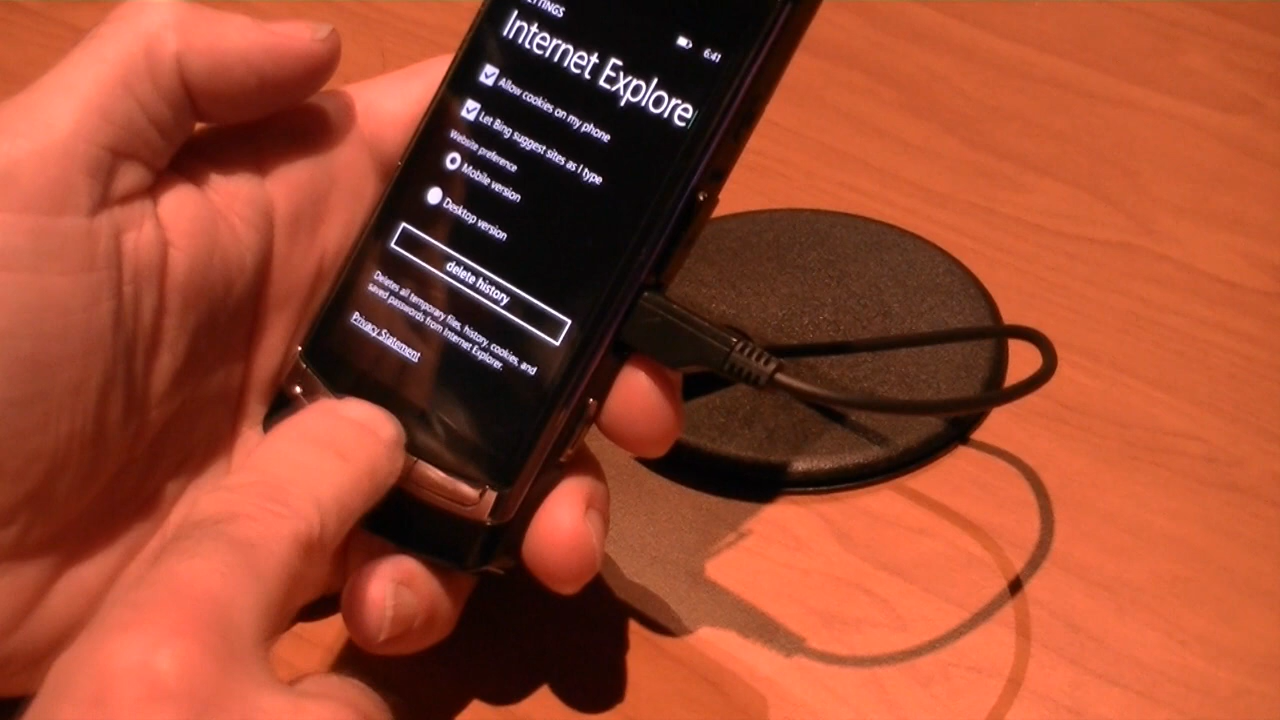 SETTINGS
6:41
Internet Explore
Allow cookies on my phone
Let Bing suggest sites as I type
Website preference
Mobile version
Desktop version
delete history
Deletes all temporary files, history, cookies, and
saved passwords from Internet Explorer.
Privacy Statement